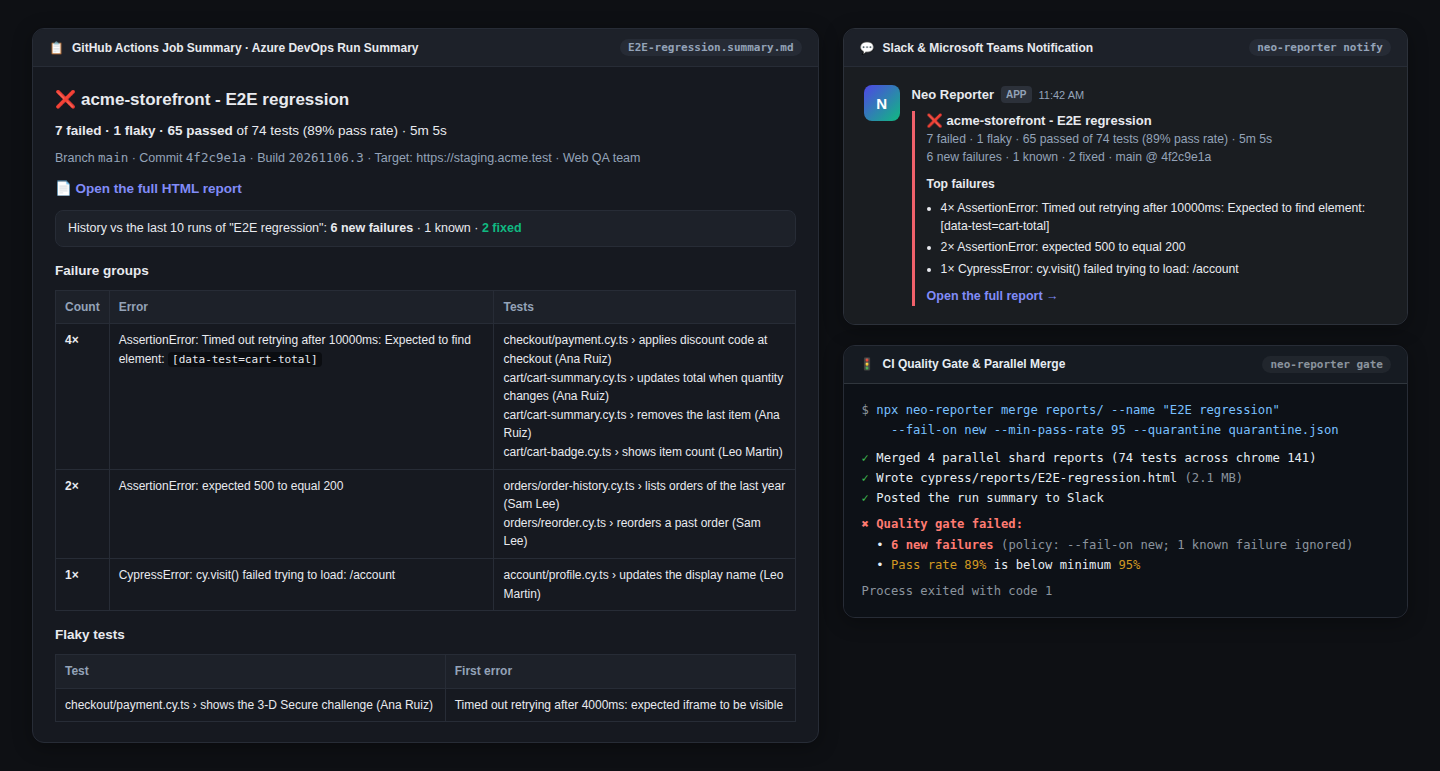 📋 GitHub Actions Job Summary · Azure DevOps Run Summary
E2E-regression.summary.md
❌ acme-storefront - E2E regression
7 failed · 1 flaky · 65 passed of 74 tests (89% pass rate) · 5m 5s
Branch main · Commit 4f2c9e1a · Build 20261106.3 · Target: https://staging.acme.test · Web QA team
📄 Open the full HTML report
History vs the last 10 runs of "E2E regression": 6 new failures · 1 known · 2 fixed
Failure groups
Count Error Tests
4× AssertionError: Timed out retrying after 10000ms: Expected to find
element: [data-test=cart-total]
checkout/payment.cy.ts › applies discount code at
checkout (Ana Ruiz)
cart/cart-summary.cy.ts › updates total when quantity
changes (Ana Ruiz)
cart/cart-summary.cy.ts › removes the last item (Ana
Ruiz)
cart/cart-badge.cy.ts › shows item count (Leo Martin)
2× AssertionError: expected 500 to equal 200
orders/order-history.cy.ts › lists orders of the last year
(Sam Lee)
orders/reorder.cy.ts › reorders a past order (Sam
Lee)
1× CypressError: cy.visit() failed trying to load: /account
account/profile.cy.ts › updates the display name (Leo
Martin)
Flaky tests
Test First error
checkout/payment.cy.ts › shows the 3-D Secure challenge (Ana Ruiz) Timed out retrying after 4000ms: expected iframe to be visible
💬 Slack & Microsoft Teams Notification
neo-reporter notify
N
Neo Reporter APP 11:42 AM
❌ acme-storefront - E2E regression
7 failed · 1 flaky · 65 passed of 74 tests (89% pass rate) · 5m 5s
6 new failures · 1 known · 2 fixed · main @ 4f2c9e1a
Top failures
• 4× AssertionError: Timed out retrying after 10000ms: Expected to find element:
[data-test=cart-total]
• 2× AssertionError: expected 500 to equal 200
• 1× CypressError: cy.visit() failed trying to load: /account
Open the full report →
🚦 CI Quality Gate & Parallel Merge
neo-reporter gate
$ npx neo-reporter merge reports/ --name "E2E regression"
--fail-on new --min-pass-rate 95 --quarantine quarantine.json
✓ Merged 4 parallel shard reports (74 tests across chrome 141)
✓ Wrote cypress/reports/E2E-regression.html (2.1 MB)
✓ Posted the run summary to Slack
✖ Quality gate failed:
• 6 new failures (policy: --fail-on new; 1 known failure ignored)
• Pass rate 89% is below minimum 95%
Process exited with code 1